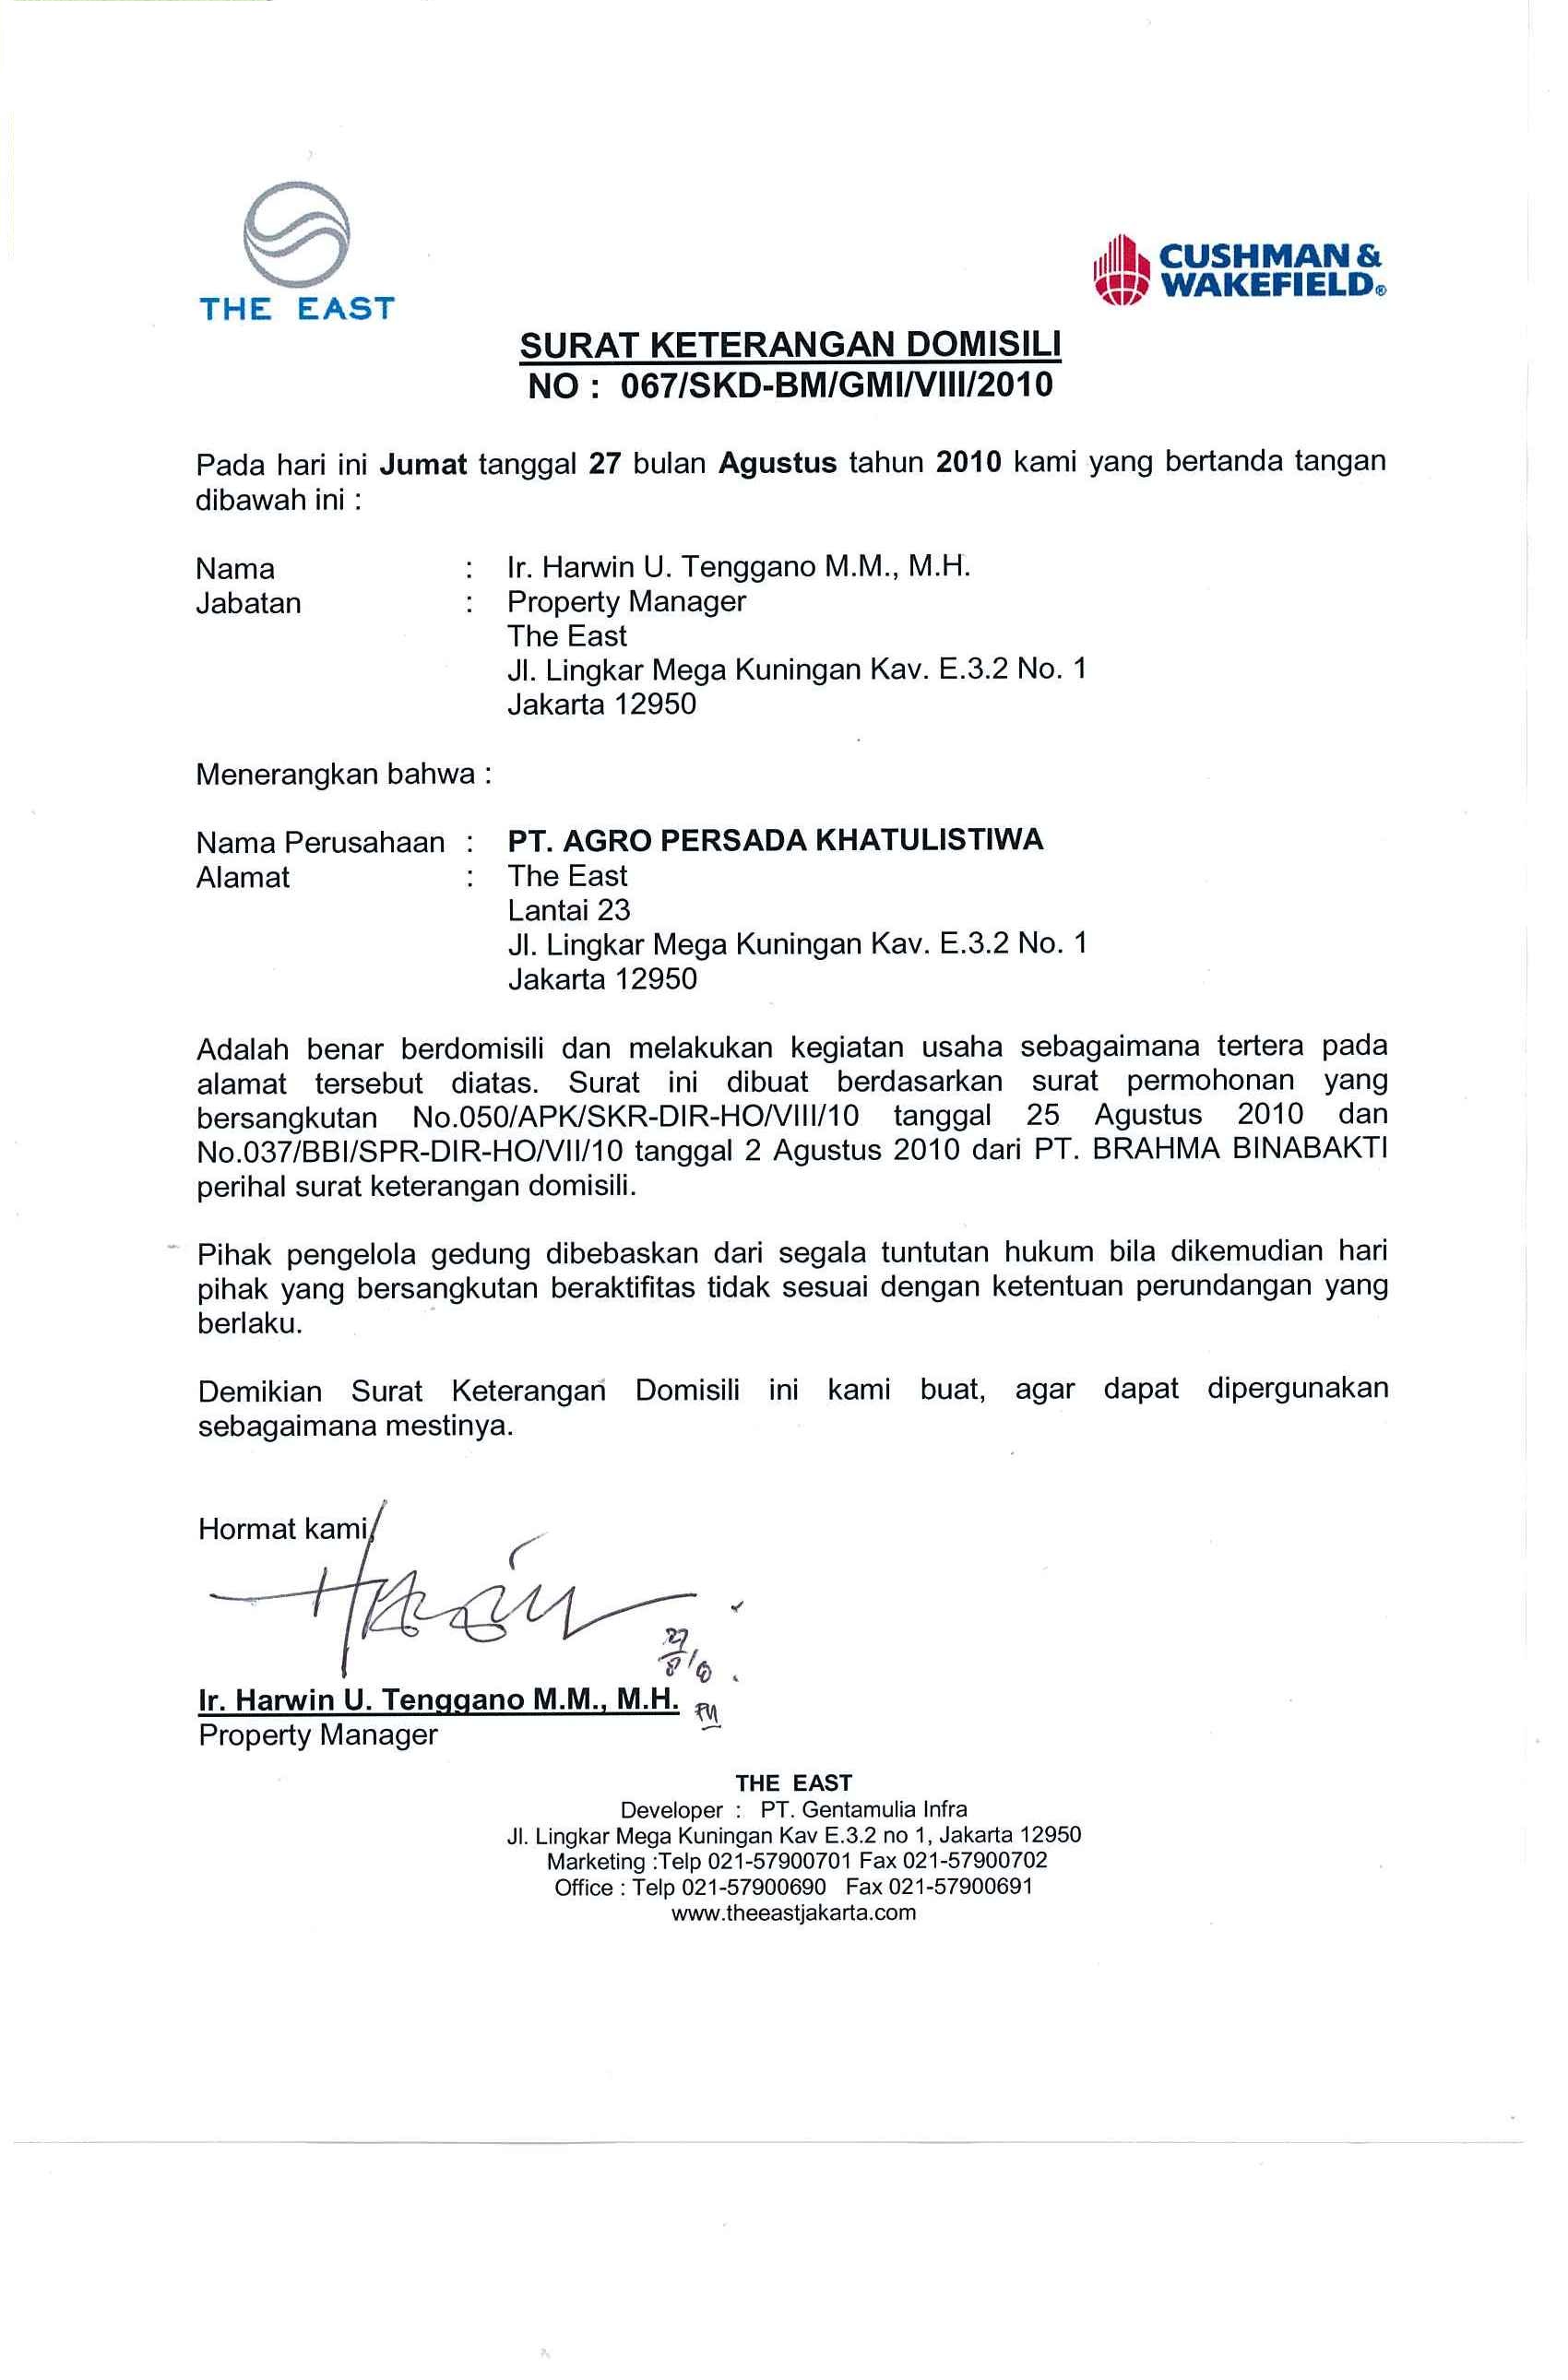 THE EAST
CUSHMAN &
WAKEFIELD®
SURAT KETERANGAN DOMISILI
NO : 067/SKD-BM/GMI/VIII/2010
Pada hari ini Jumat tanggal 27 bulan Agustus tahun 2010 kami yang bertanda tangan
dibawah ini :
Nama : Ir. Harwin U. Tenggano M.M., M.H.
Jabatan : Property Manager
The East
Jl. Lingkar Mega Kuningan Kav. E.3.2 No. 1
Jakarta 12950
Menerangkan bahwa :
Nama Perusahaan : PT. AGRO PERSADA KHATULISTIWA
Alamat : The East
Lantai 23
Jl. Lingkar Mega Kuningan Kav. E.3.2 No. 1
Jakarta 12950
Adalah benar berdomisili dan melakukan kegiatan usaha sebagaimana tertera pada
alamat tersebut diatas. Surat ini dibuat berdasarkan surat permohonan yang
bersangkutan No.050/APK/SKR-DIR-HO/VIII/10 tanggal 25 Agustus 2010 dan
No.037/BBI/SPR-DIR-HO/VII/10 tanggal 2 Agustus 2010 dari PT. BRAHMA BINABAKTI
perihal surat keterangan domisili.
Pihak pengelola gedung dibebaskan dari segala tuntutan hukum bila dikemudian hari
pihak yang bersangkutan beraktifitas tidak sesuai dengan ketentuan perundangan yang
berlaku.
Demikian Surat Keterangan Domisili ini kami buat, agar dapat dipergunakan
sebagaimana mestinya.
Hormat kami,
Ir. Harwin U. Tenggano M.M., M.H.
Property Manager
THE EAST
Developer : PT. Gentamulia Infra
Jl. Lingkar Mega Kuningan Kav E.3.2 no 1, Jakarta 12950
Marketing :Telp 021-57900701 Fax 021-57900702
Office : Telp 021-57900690 Fax 021-57900691
www.theeastjakarta.com